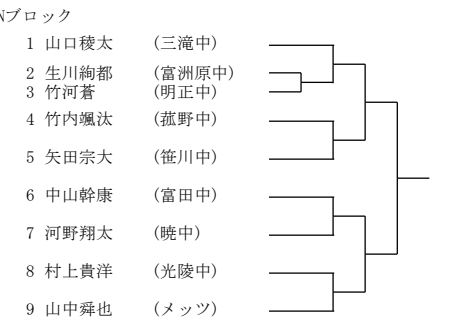 Nブロック
1 山口稜太 (三滝中)
2 生川絢都 (富洲原中)
3 竹河蒼 (明正中)
4 竹内颯汰 (菰野中)
5 矢田宗大 (笹川中)
6 中山幹康 (富田中)
7 河野翔太 (暁中)
8 村上貴洋 (光陵中)
9 山中舜也 (メッツ)